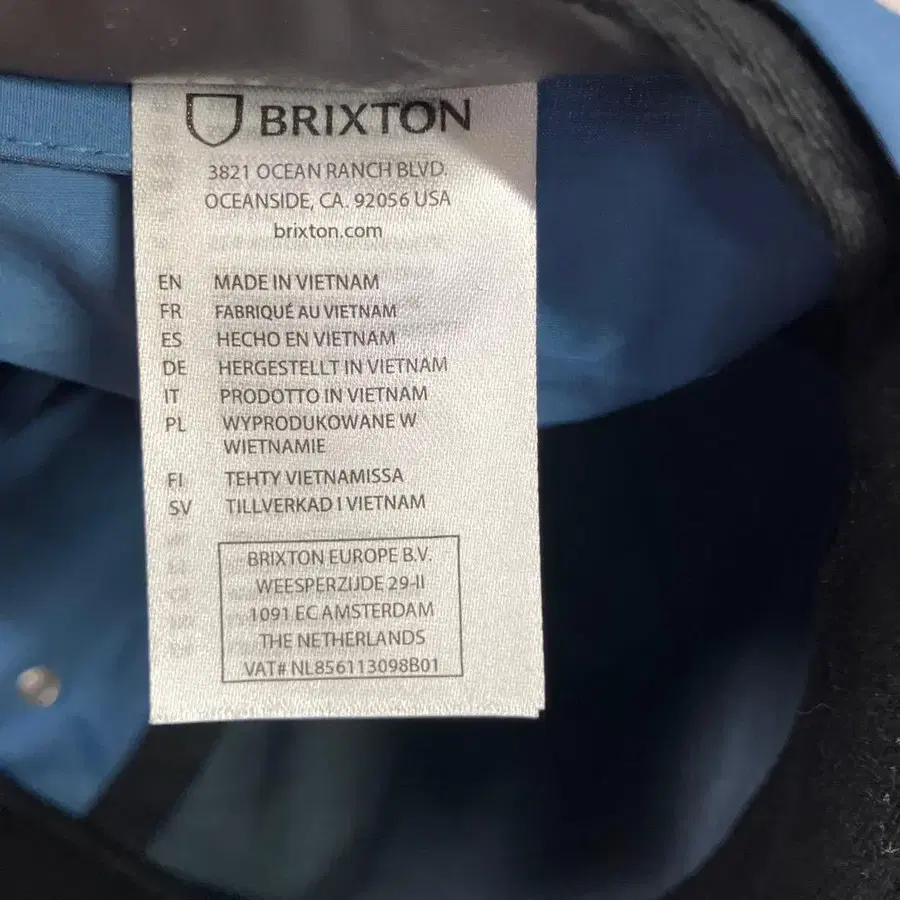 BRIXTON
3821 OCEAN RANCH BLVD.
OCEANSIDE, CA. 92056 USA
brixton.com
EN MADE IN VIETNAM
FR FABRIQUÉ AU VIETNAM
ES HECHO EN VIETNAM
DE HERGESTELLT IN VIETNAM
IT PRODOTTO IN VIETNAM
PL WYPRODUKOWANE W
WIETNAMIE
FI TEHTY VIETNAMISSA
SV TILLVERKAD I VIETNAM
BRIXTON EUROPE B.V.
WEESPERZIJDE 29-II
1091 EC AMSTERDAM
THE NETHERLANDS
VAT# NL856113098B01